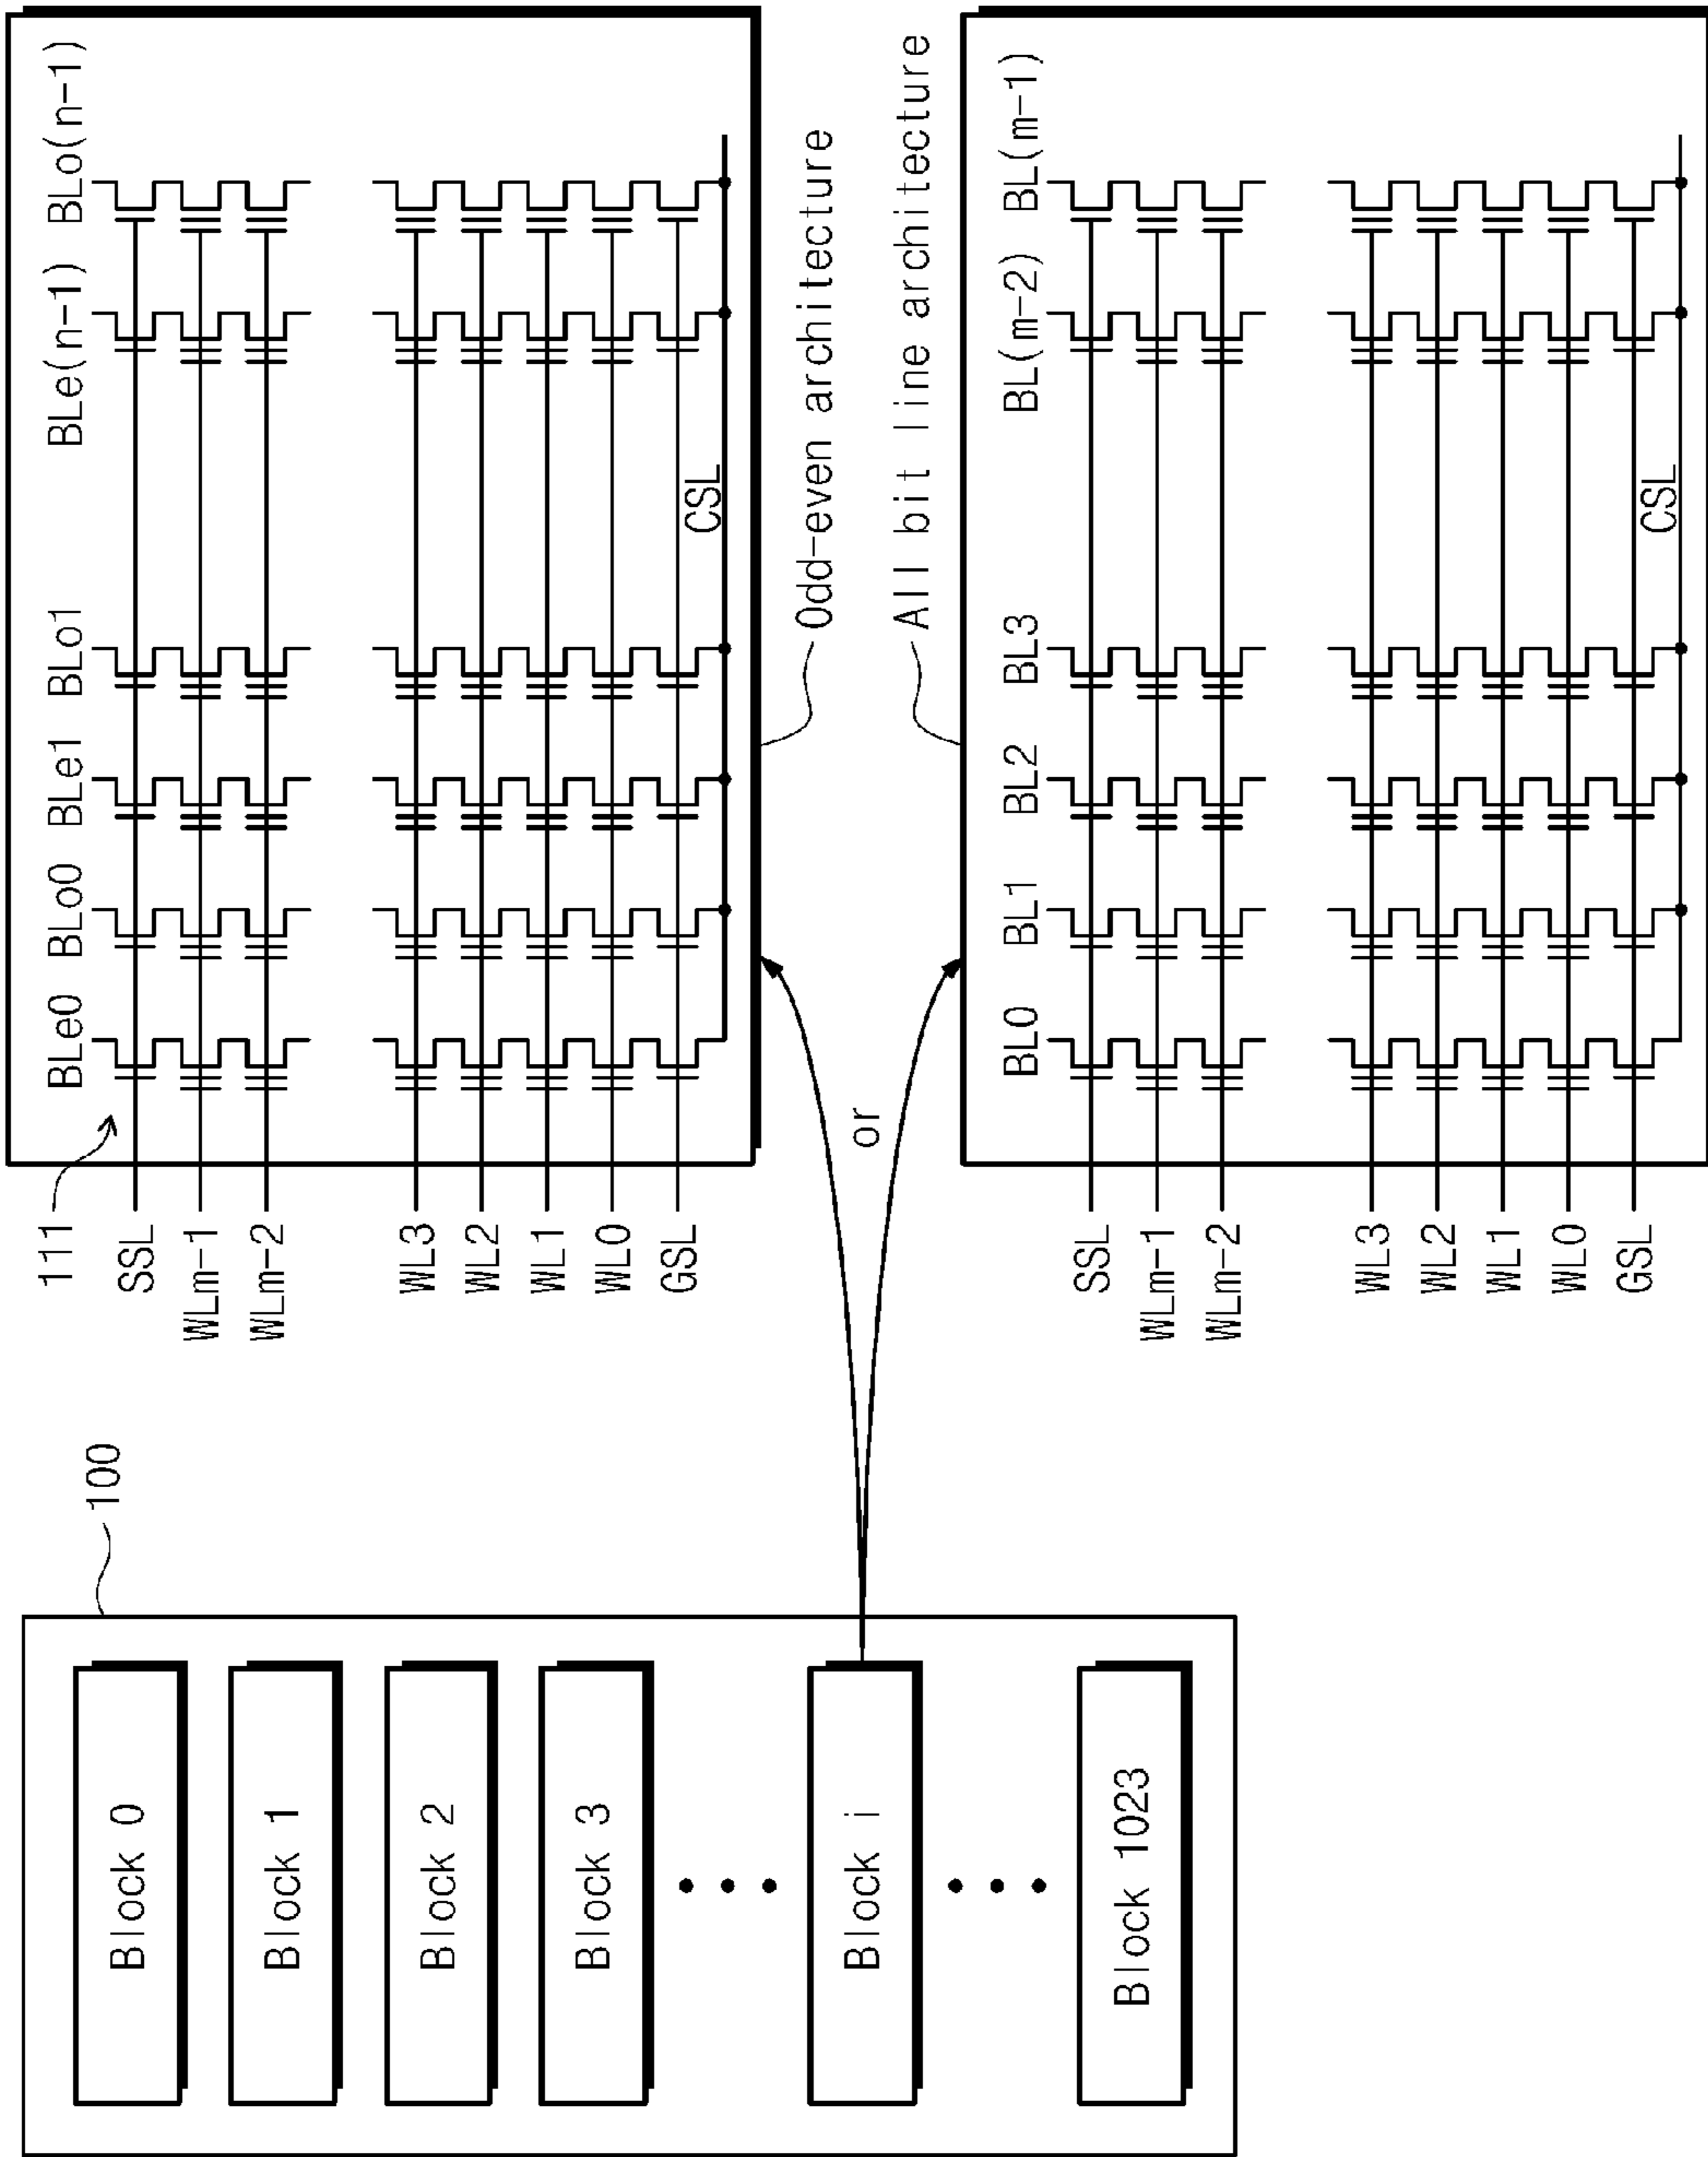 100
Block 0
Block 1
Block 2
Block 3
Block i
Block 1023
or
111
BLe0 BLo0 BLe1 BLo1 BLe(n-1) BLo(n-1)
SSL
WLm-1
WLm-2
WL3
WL2
WL1
WL0
GSL
CSL
Odd-even architecture
All bit line architecture
BL0 BL1 BL2 BL3 BL(m-2) BL(m-1)
SSL
WLm-1
WLm-2
WL3
WL2
WL1
WL0
GSL
CSL